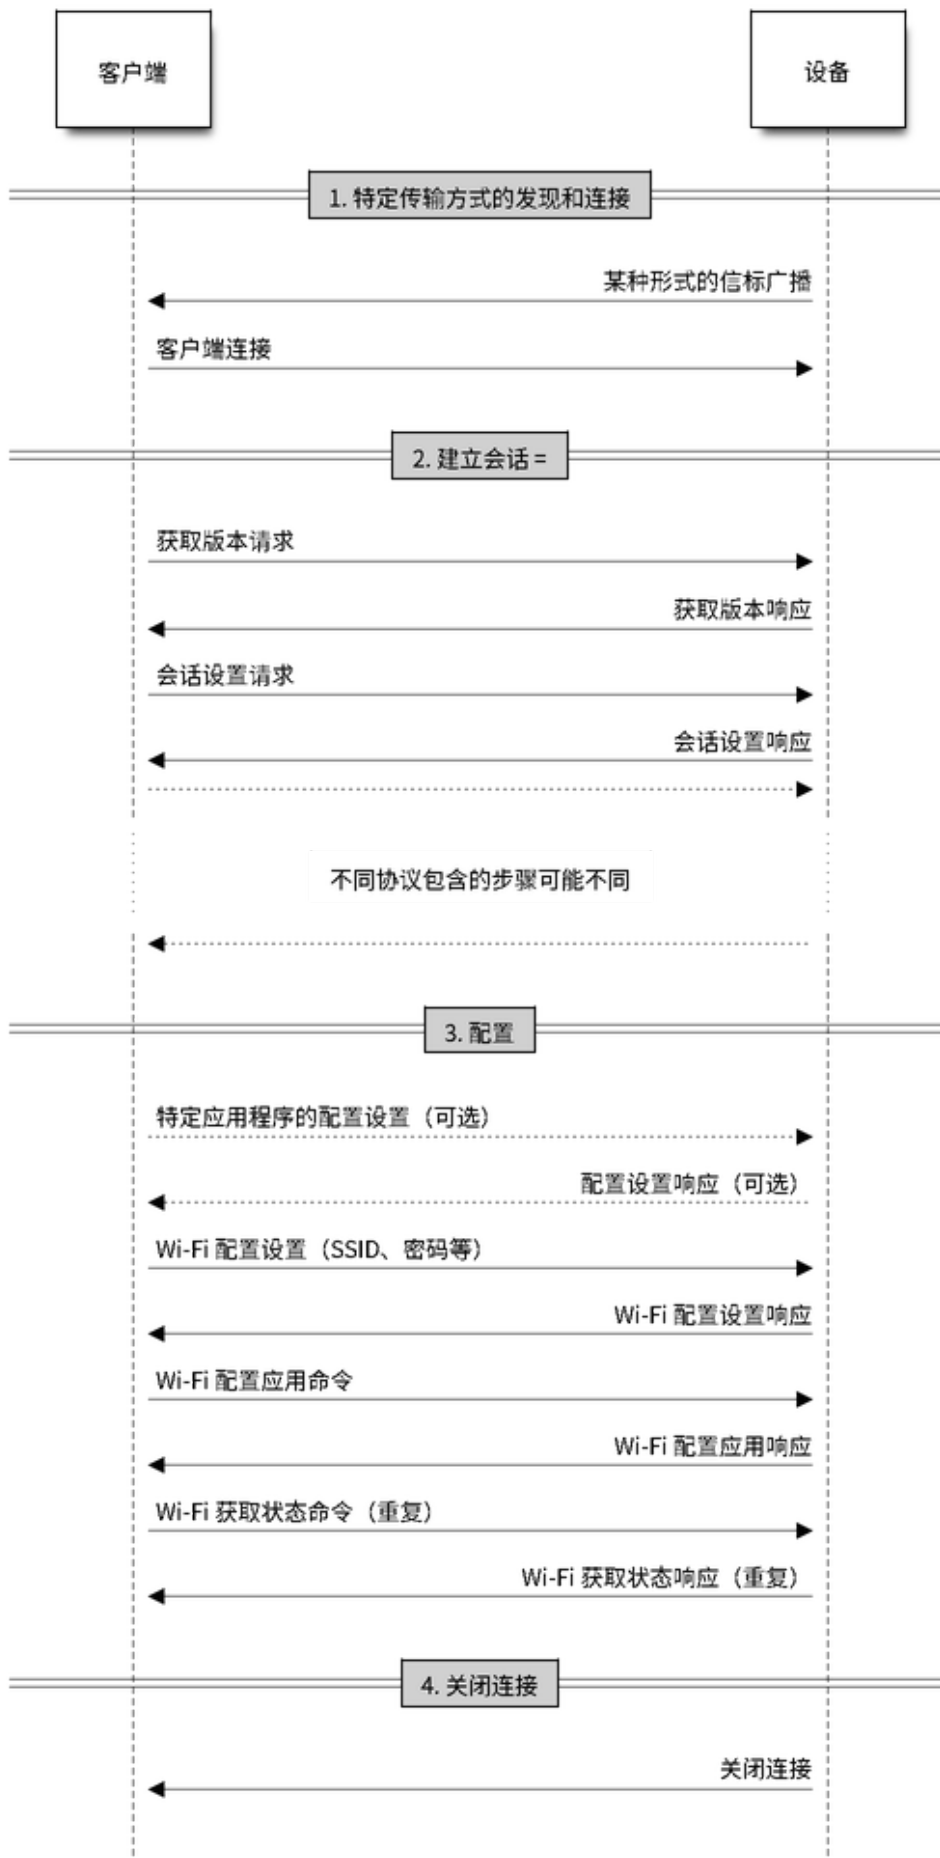 客户端
设备
1. 特定传输方式的发现和连接
某种形式的信标广播
客户端连接
2. 建立会话 =
获取版本请求
获取版本响应
会话设置请求
会话设置响应
不同协议包含的步骤可能不同
3. 配置
特定应用程序的配置设置（可选）
配置设置响应（可选）
Wi-Fi 配置设置（SSID、密码等）
Wi-Fi 配置设置响应
Wi-Fi 配置应用命令
Wi-Fi 配置应用响应
Wi-Fi 获取状态命令（重复）
Wi-Fi 获取状态响应（重复）
4. 关闭连接
关闭连接